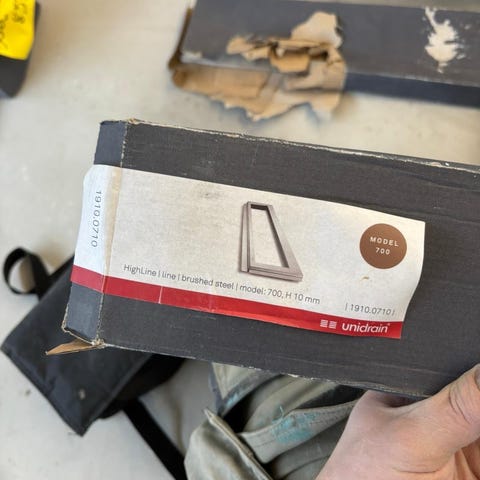 1910.0710
MODEL
700
HighLine | line | brushed steel | model: 700, H 10 mm
| 1910.0710 |
unidrain